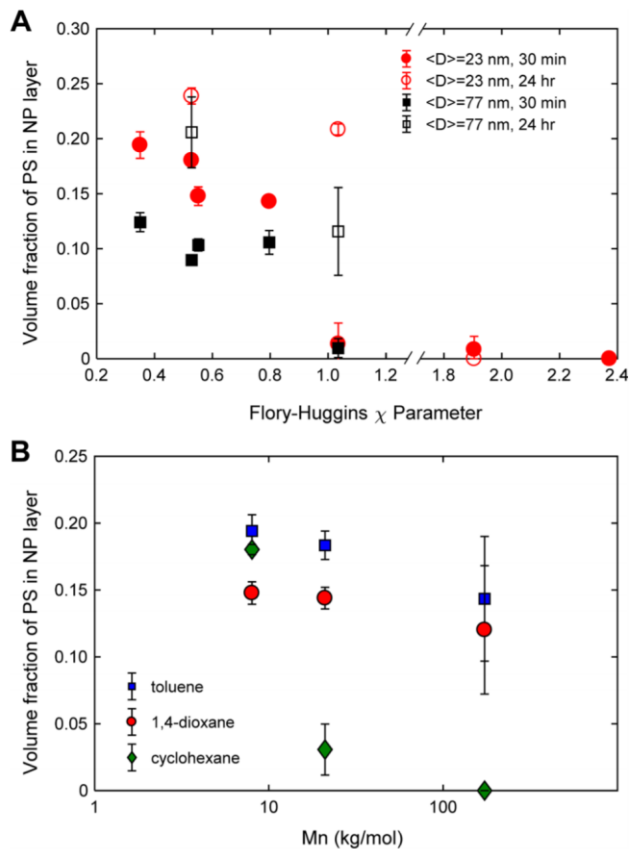 A
0.30
0.25
0.20
0.15
0.10
0.05
0
Volume fraction of PS in NP layer
<D>=23 nm, 30 min
<D>=23 nm, 24 hr
<D>=77 nm, 30 min
<D>=77 nm, 24 hr
0.2 0.4 0.6 0.8 1.0 1.2 1.8 2.0 2.2 2.4
Flory-Huggins χ Parameter
B
0.25
0.20
0.15
0.10
0.05
0
Volume fraction of PS in NP layer
toluene
1,4-dioxane
cyclohexane
1 10 100
Mn (kg/mol)